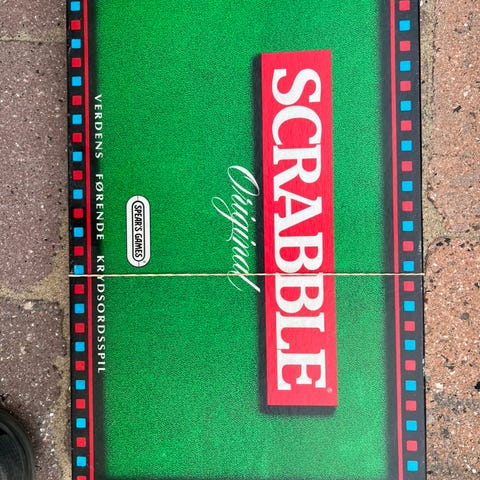 SCRABBLE®
Original
SPEAR'S GAMES
VERDENS FØRENDE KRYDSORDSSPIL